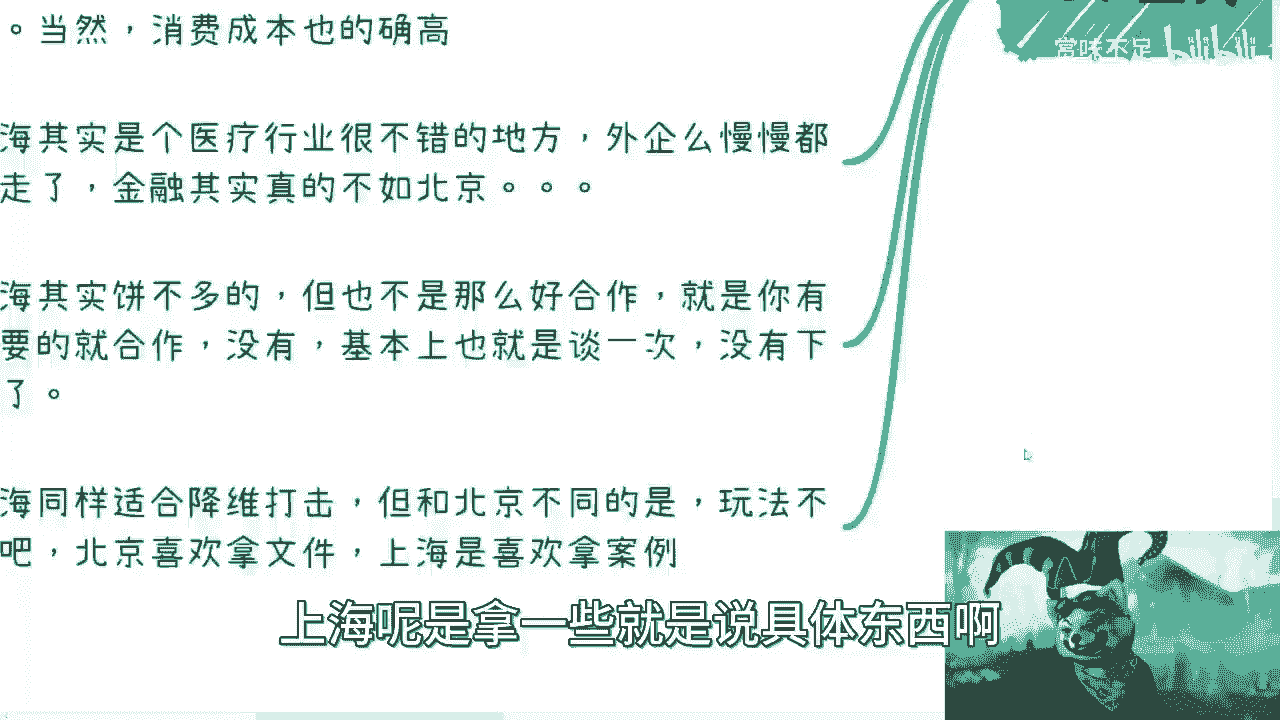 。当然，消费成本也的确高
赏味不足 bilibili
海其实是个医疗行业很不错的地方，外企么慢慢都
走了，金融其实真的不如北京。。。
海其实饼不多的，但也不是那么好合作，就是你有
要的就合作，没有，基本上也就是谈一次，没有下
了。
海同样适合降维打击，但和北京不同的是，玩法不
吧，北京喜欢拿文件，上海是喜欢拿案例
上海呢是拿一些就是说具体东西啊